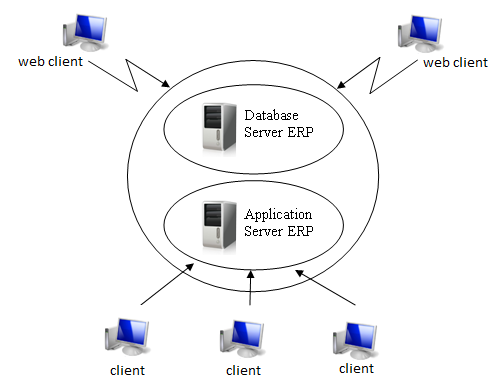 web client
web client
Database
Server ERP
Application
Server ERP
client
client
client